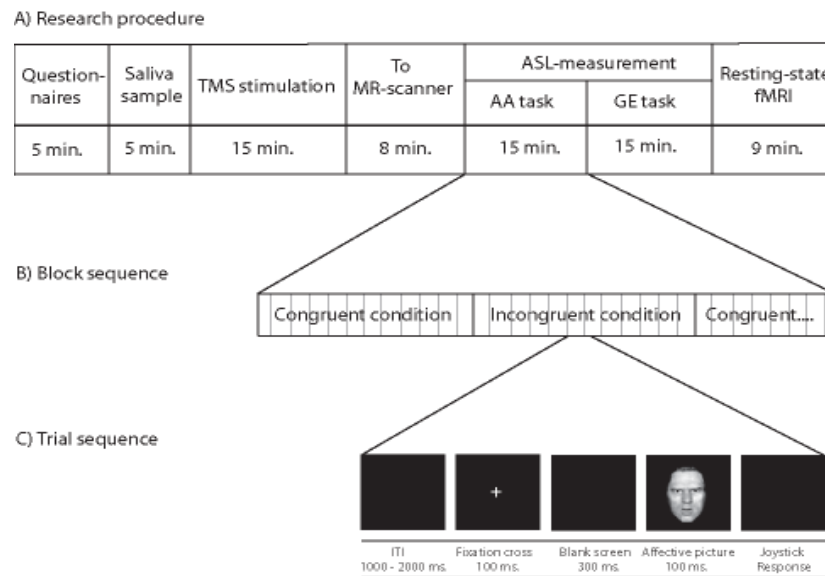 A) Research procedure
Question-
naires
Saliva
sample
TMS stimulation
To
MR-scanner
ASL-measurement
AA task
GE task
Resting-state
fMRI
5 min.
5 min.
15 min.
8 min.
15 min.
15 min.
9 min.
B) Block sequence
Congruent condition
Incongruent condition
Congruent....
C) Trial sequence
ITI
1000 - 2000 ms.
Fixation cross
100 ms.
Blank screen
300 ms.
Affective picture
100 ms.
Joystick
Response